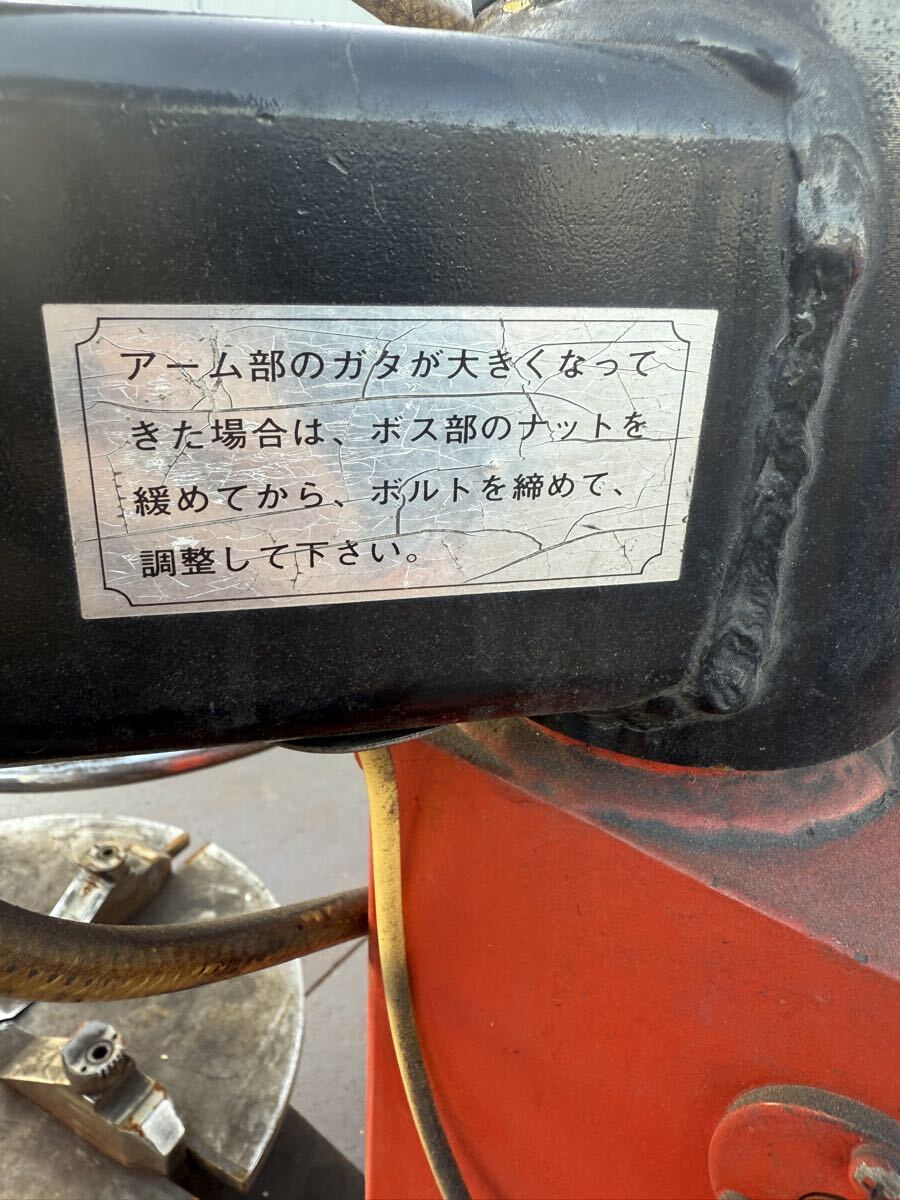 アーム部のガタが大きくなって
きた場合は、ボス部のナットを
緩めてから、ボルトを締めて、
調整して下さい。